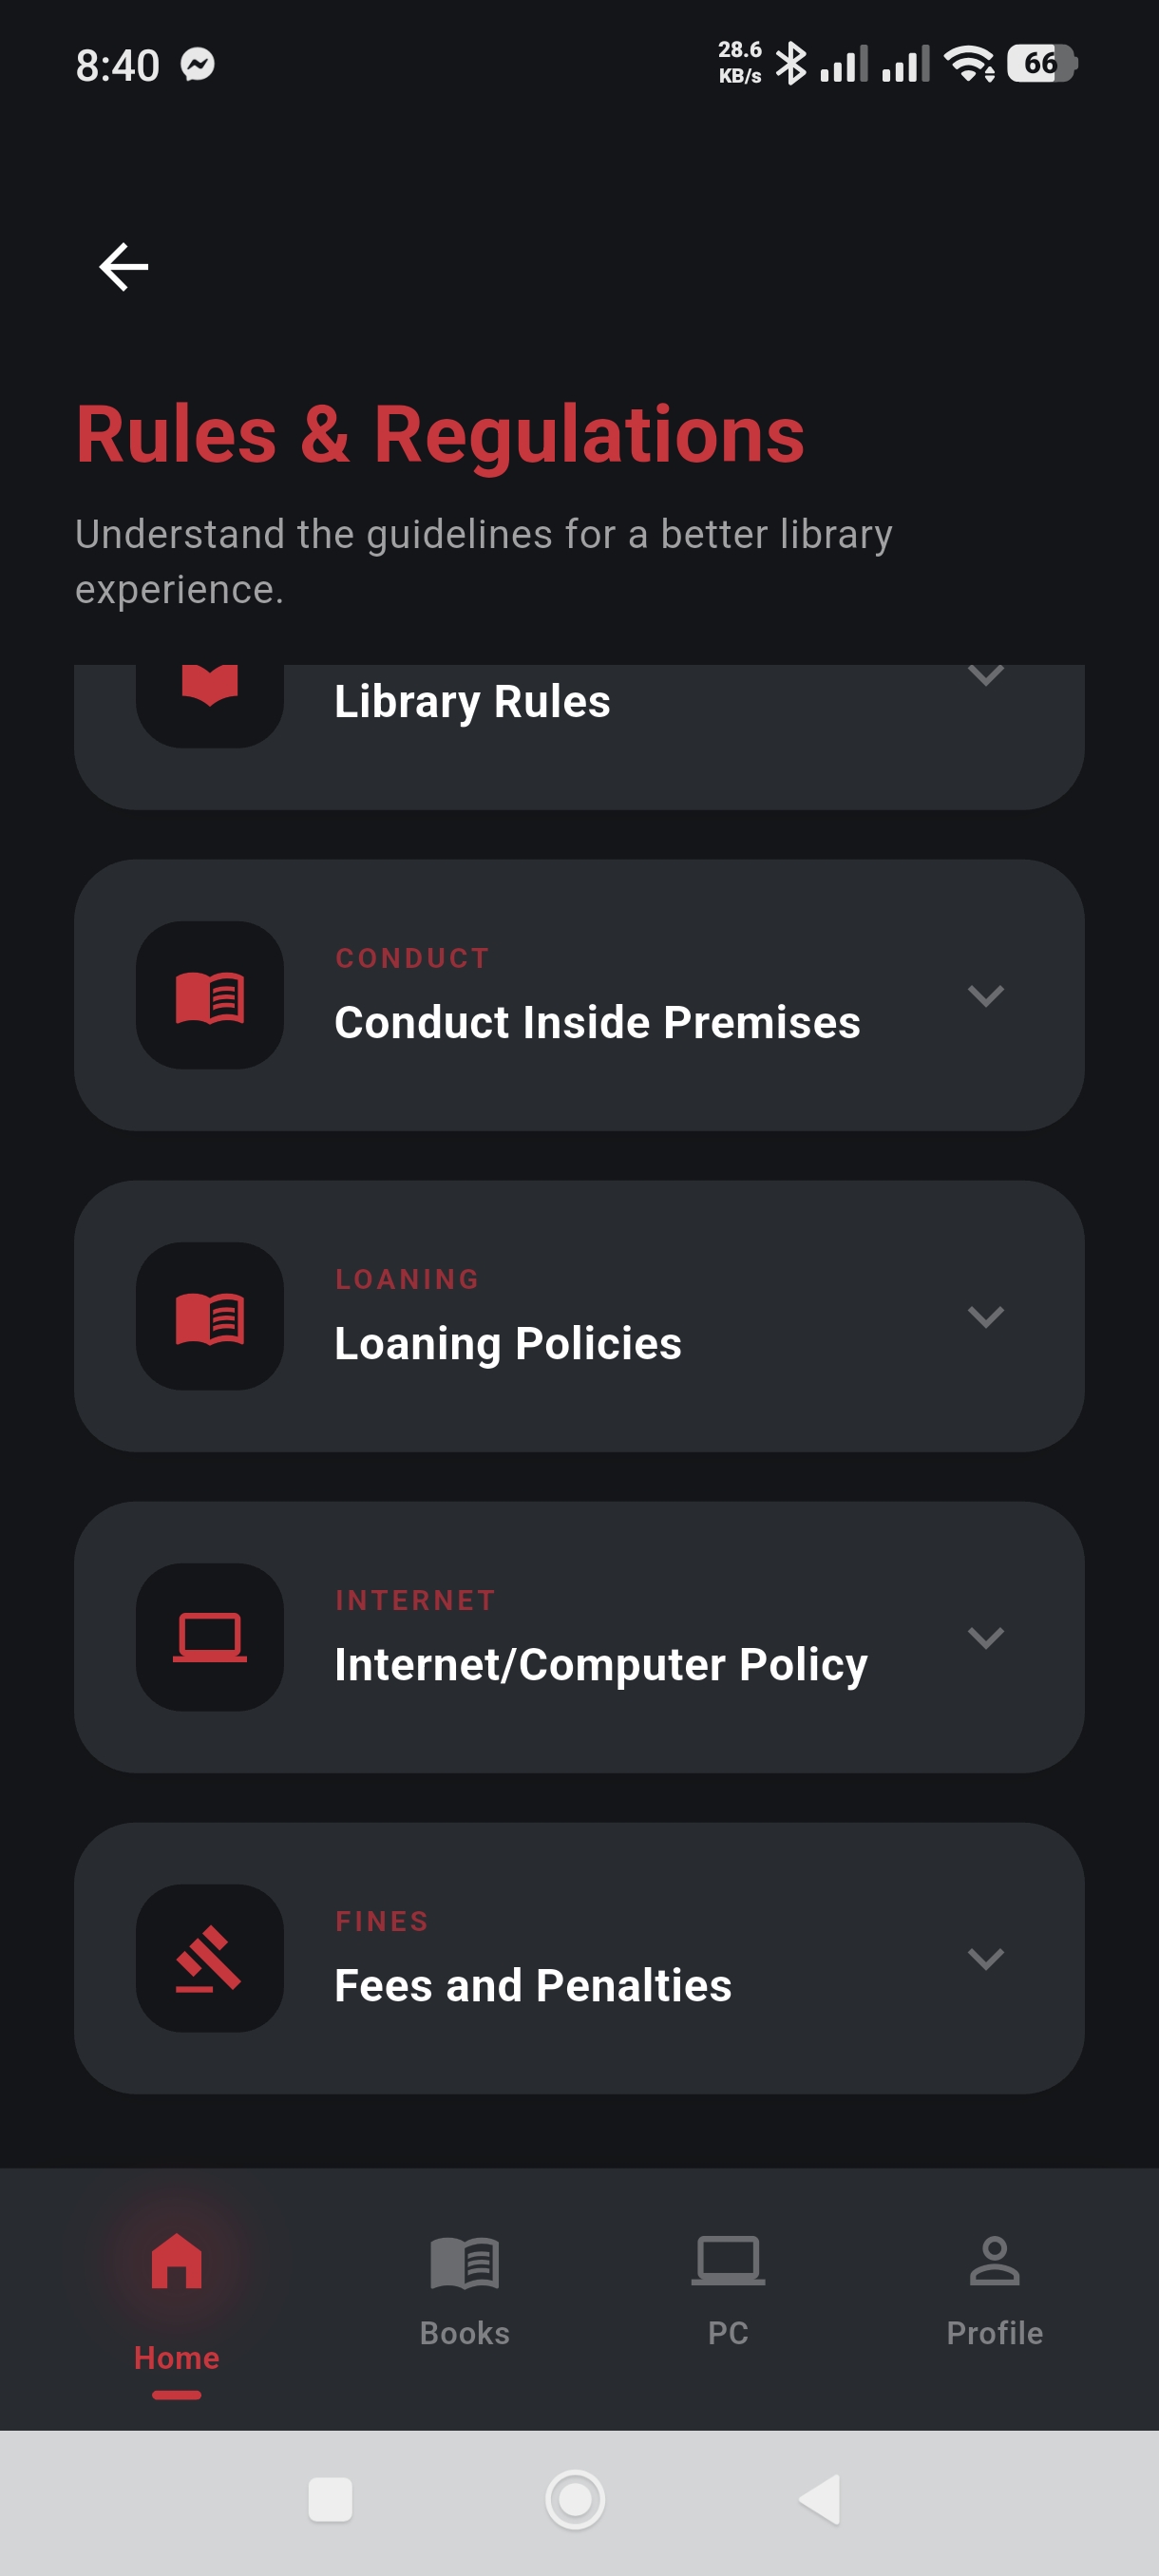 8:40
28.6
KB/s
66
Rules & Regulations
Understand the guidelines for a better library
experience.
Library Rules
CONDUCT
Conduct Inside Premises
LOANING
Loaning Policies
INTERNET
Internet/Computer Policy
FINES
Fees and Penalties
Home
Books
PC
Profile